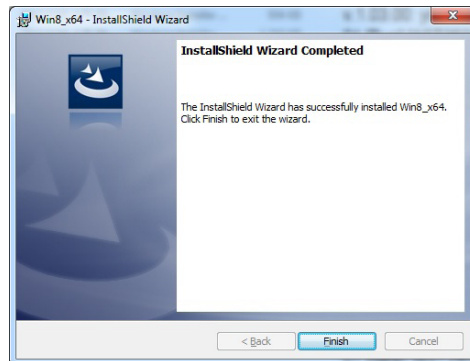 Win8_x64 - InstallShield Wizard
InstallShield Wizard Completed
The InstallShield Wizard has successfully installed Win8_x64.
Click Finish to exit the wizard.
< Back
Finish
Cancel